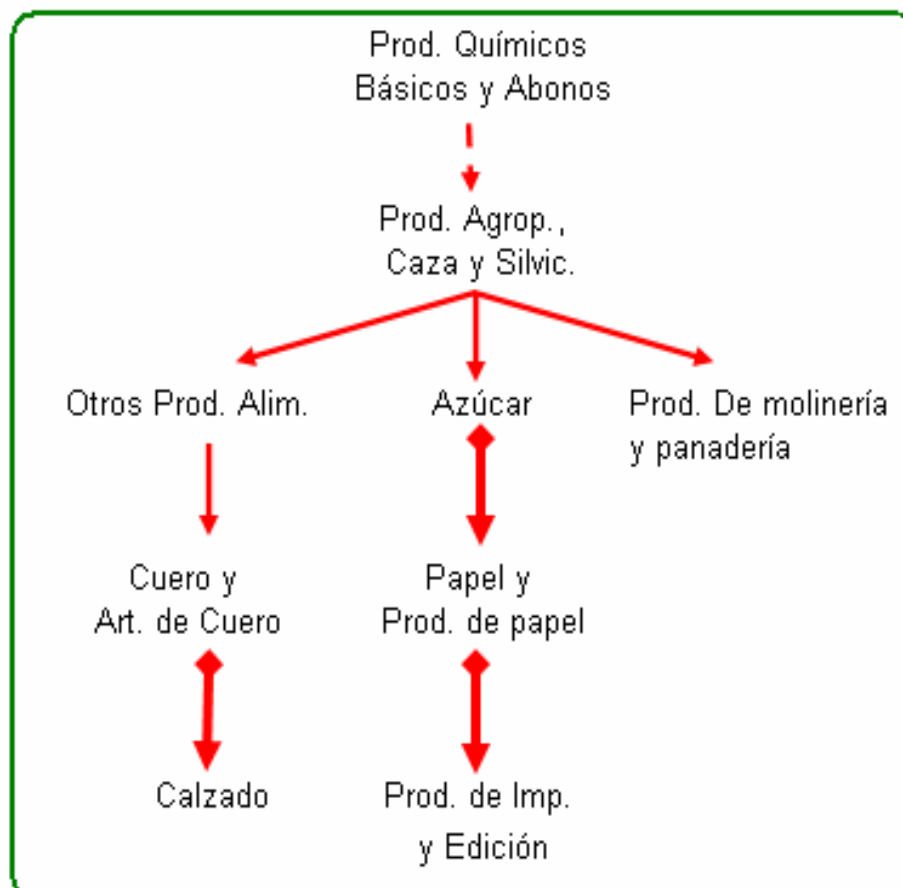 Prod. Químicos
Básicos y Abonos
Prod. Agrop.,
Caza y Silvic.
Otros Prod. Alim.
Azúcar
Prod. De molinería
y panadería
Cuero y
Art. de Cuero
Papel y
Prod. de papel
Calzado
Prod. de Imp.
y Edición